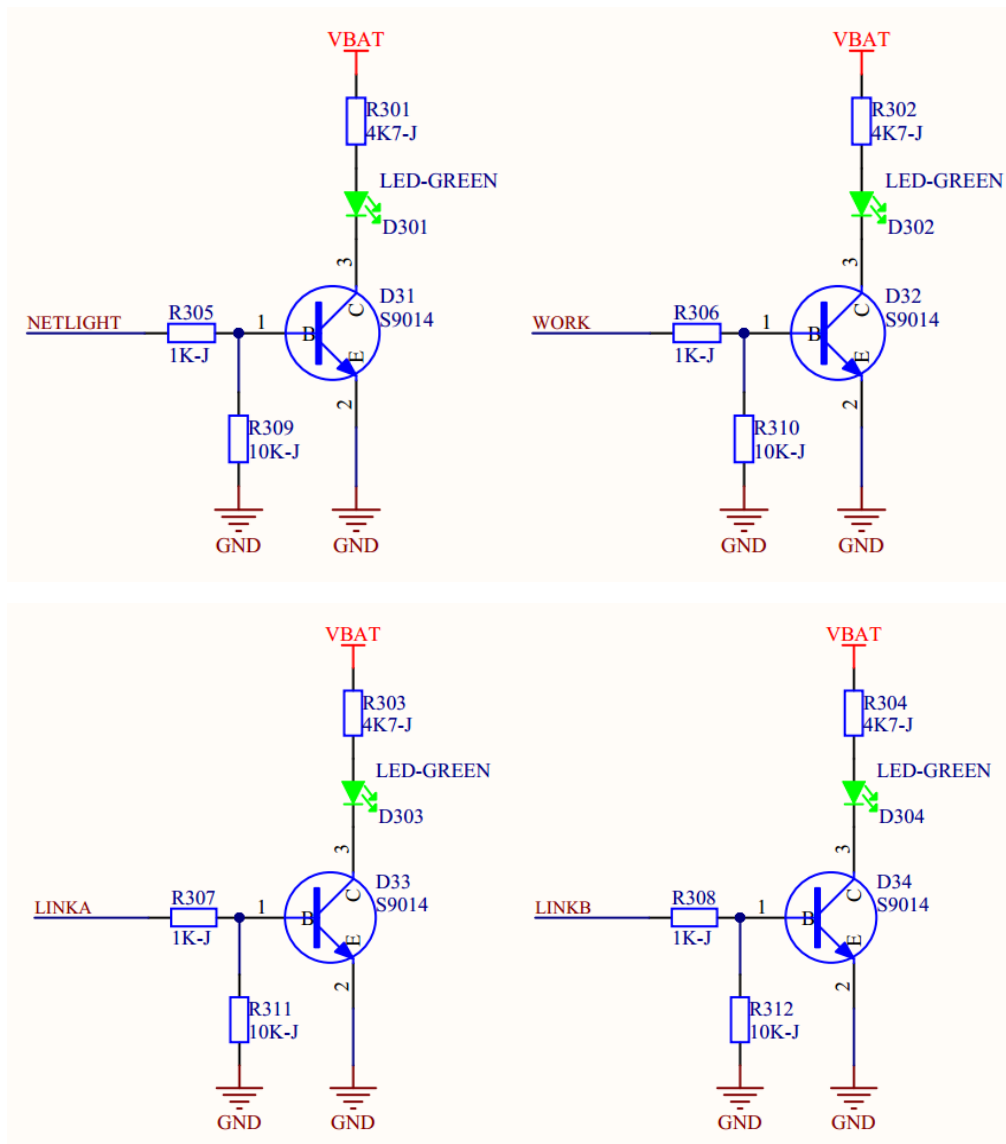 VBAT
R301
4K7-J
LED-GREEN
D301
3
D31
S9014
C
NETLIGHT
R305
1K-J
1
B
E
2
R309
10K-J
GND
GND
VBAT
R302
4K7-J
LED-GREEN
D302
3
D32
S9014
C
WORK
R306
1K-J
1
B
E
2
R310
10K-J
GND
GND
VBAT
R303
4K7-J
LED-GREEN
D303
3
D33
S9014
C
LINKA
R307
1K-J
1
B
E
2
R311
10K-J
GND
GND
VBAT
R304
4K7-J
LED-GREEN
D304
3
D34
S9014
C
LINKB
R308
1K-J
1
B
E
2
R312
10K-J
GND
GND